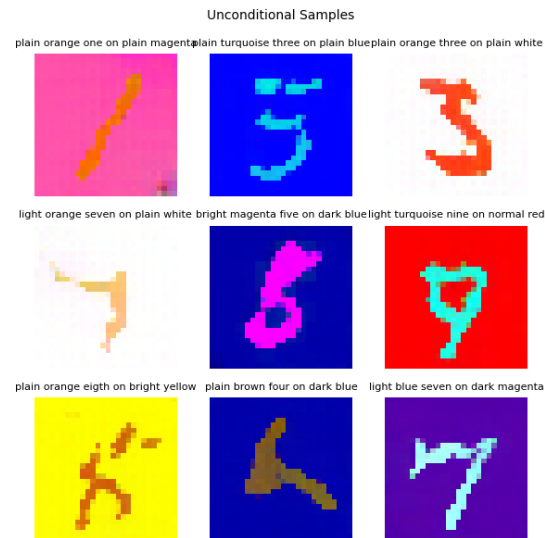 Unconditional Samples
plain orange one on plain magenta
plain turquoise three on plain blue
plain orange three on plain white
light orange seven on plain white
bright magenta five on dark blue
light turquoise nine on normal red
plain orange eigth on bright yellow
plain brown four on dark blue
light blue seven on dark magenta